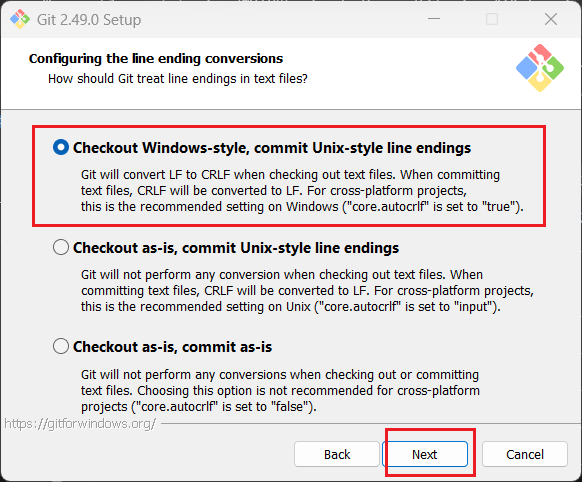 Git 2.49.0 Setup
Configuring the line ending conversions
How should Git treat line endings in text files?
Checkout Windows-style, commit Unix-style line endings
Git will convert LF to CRLF when checking out text files. When committing
text files, CRLF will be converted to LF. For cross-platform projects,
this is the recommended setting on Windows ("core.autocrlf" is set to "true").
Checkout as-is, commit Unix-style line endings
Git will not perform any conversion when checking out text files. When
committing text files, CRLF will be converted to LF. For cross-platform projects,
this is the recommended setting on Unix ("core.autocrlf" is set to "input").
Checkout as-is, commit as-is
Git will not perform any conversions when checking out or committing
text files. Choosing this option is not recommended for cross-platform
projects ("core.autocrlf" is set to "false").
https://gitforwindows.org/
Back Next Cancel